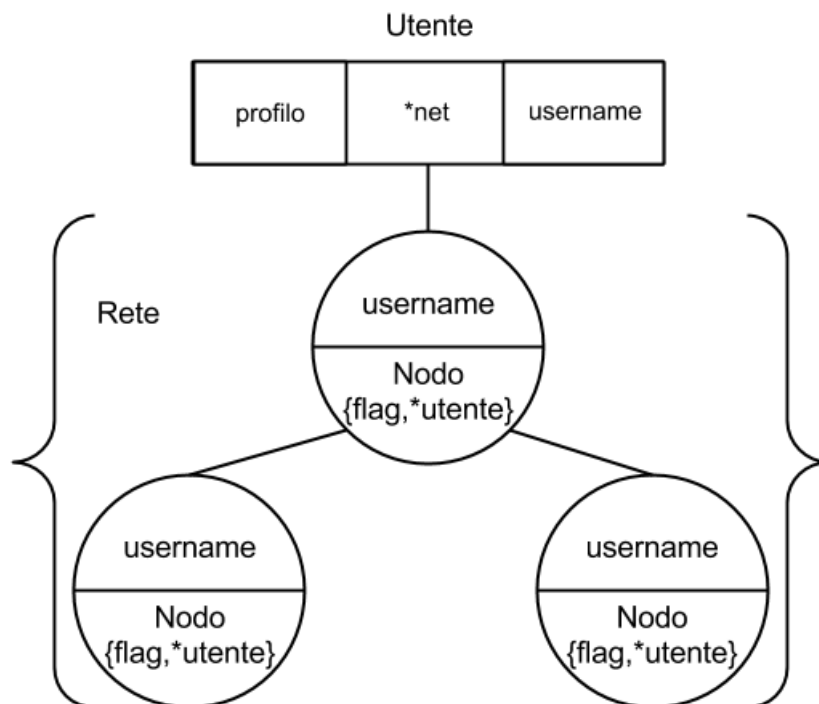 Utente
profilo
*net
username
Rete
username
Nodo
{flag,*utente}
username
Nodo
{flag,*utente}
username
Nodo
{flag,*utente}